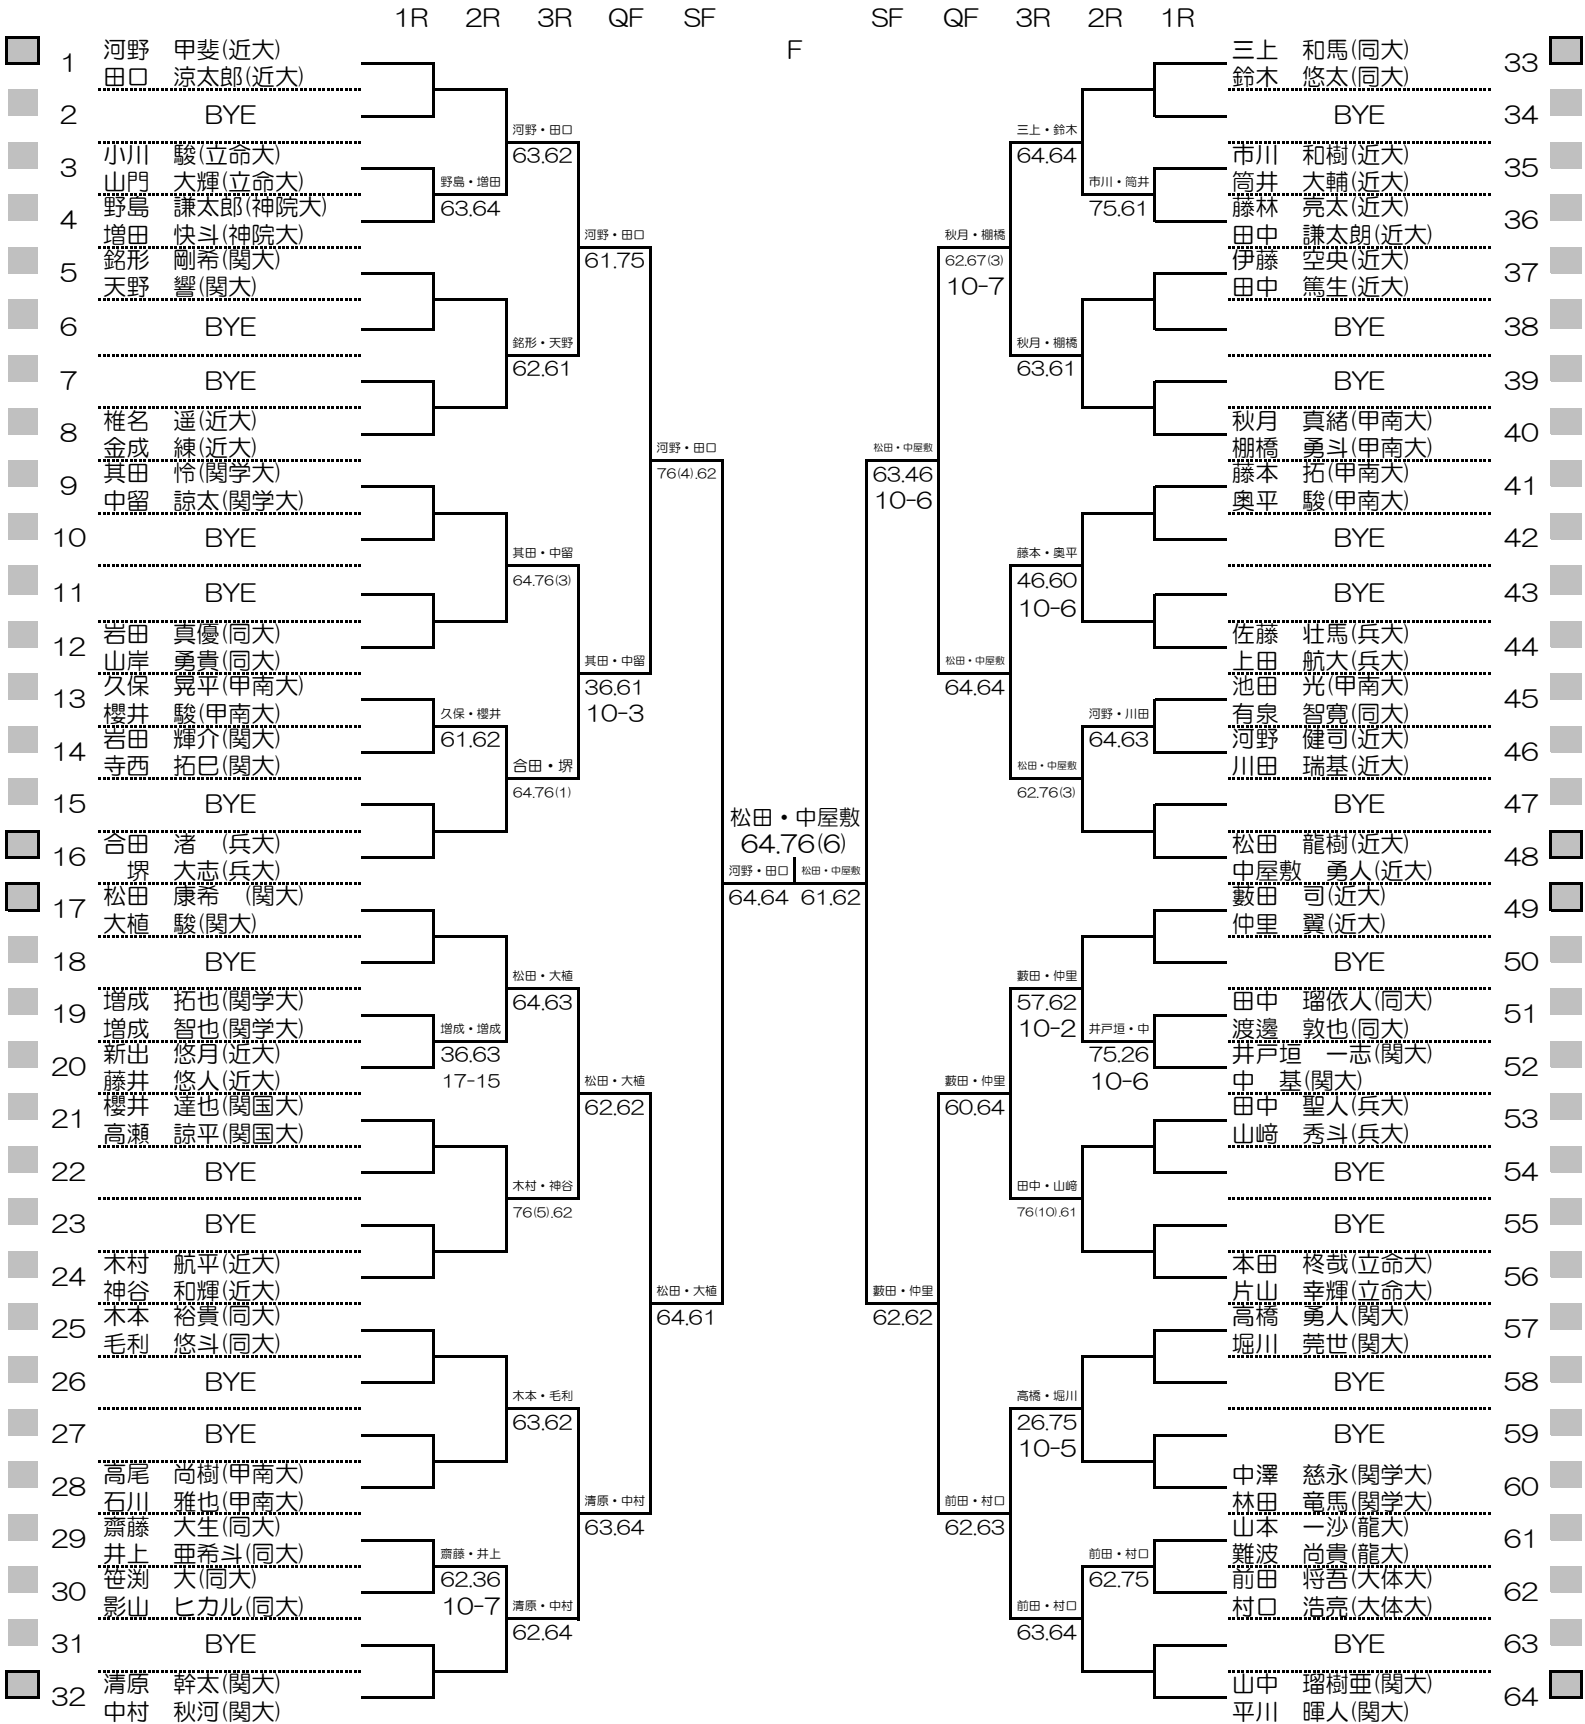 1R 2R 3R QF SF F SF QF 3R 2R 1R
1 河野 甲斐(近大)
田口 涼太郎(近大)
2 BYE
3 小川 駿(立命大)
山門 大輝(立命大)
4 野島 謙太郎(神院大)
増田 快斗(神院大)
5 銘形 剛希(関大)
天野 響(関大)
6 BYE
7 BYE
8 椎名 遥(近大)
金成 練(近大)
9 其田 怜(関学大)
中留 諒太(関学大)
10 BYE
11 BYE
12 岩田 真優(同大)
山岸 勇貴(同大)
13 久保 晃平(甲南大)
櫻井 駿(甲南大)
14 岩田 輝介(関大)
寺西 拓巳(関大)
15 BYE
16 合田 渚 (兵大)
堺 大志(兵大)
17 松田 康希 (関大)
大植 駿(関大)
18 BYE
19 増成 拓也(関学大)
増成 智也(関学大)
20 新出 悠月(近大)
藤井 悠人(近大)
21 櫻井 達也(関国大)
高瀬 諒平(関国大)
22 BYE
23 BYE
24 木村 航平(近大)
神谷 和輝(近大)
25 木本 裕貴(同大)
毛利 悠斗(同大)
26 BYE
27 BYE
28 高尾 尚樹(甲南大)
石川 雅也(甲南大)
29 齋藤 大生(同大)
井上 亜希斗(同大)
30 笹渕 大(同大)
影山 ヒカル(同大)
31 BYE
32 清原 幹太(関大)
中村 秋河(関大)
野島・増田
63.64
久保・櫻井
61.62
増成・増成
36.63
17-15
齋藤・井上
62.36
10-7
河野・田口
63.62
銘形・天野
62.61
其田・中留
64.76(3)
合田・堺
64.76(1)
松田・大植
64.63
木村・神谷
76(5).62
木本・毛利
63.62
清原・中村
62.64
河野・田口
61.75
其田・中留
36.61
10-3
松田・大植
62.62
清原・中村
63.64
河野・田口
76(4).62
松田・大植
64.61
松田・中屋敷
64.76(6)
河野・田口 松田・中屋敷
64.64 61.62
松田・中屋敷
63.46
10-6
藪田・仲里
62.62
秋月・棚橋
62.67(3)
10-7
松田・中屋敷
64.64
藪田・仲里
60.64
前田・村口
62.63
三上・鈴木
64.64
秋月・棚橋
63.61
藤本・奥平
46.60
10-6
松田・中屋敷
62.76(3)
藪田・仲里
57.62
10-2
田中・山﨑
76(10).61
高橋・堀川
26.75
10-5
前田・村口
63.64
市川・筒井
75.61
河野・川田
64.63
井戸垣・中
75.26
10-6
前田・村口
62.75
三上 和馬(同大) 33
鈴木 悠太(同大)
BYE 34
市川 和樹(近大) 35
筒井 大輔(近大)
藤林 亮太(近大) 36
田中 謙太朗(近大)
伊藤 空央(近大) 37
田中 篤生(近大)
BYE 38
BYE 39
秋月 真緒(甲南大) 40
棚橋 勇斗(甲南大)
藤本 拓(甲南大) 41
奥平 駿(甲南大)
BYE 42
BYE 43
佐藤 壮馬(兵大) 44
上田 航大(兵大)
池田 光(甲南大) 45
有泉 智寛(同大)
河野 健司(近大) 46
川田 瑞基(近大)
BYE 47
松田 龍樹(近大) 48
中屋敷 勇人(近大)
藪田 司(近大) 49
仲里 翼(近大)
BYE 50
田中 瑠依人(同大) 51
渡邊 敦也(同大)
井戸垣 一志(関大) 52
中 基(関大)
田中 聖人(兵大) 53
山﨑 秀斗(兵大)
BYE 54
BYE 55
本田 柊哉(立命大) 56
片山 幸輝(立命大)
高橋 勇人(関大) 57
堀川 莞世(関大)
BYE 58
BYE 59
中澤 慈永(関学大) 60
林田 竜馬(関学大)
山本 一沙(龍大) 61
難波 尚貴(龍大)
前田 将吾(大体大) 62
村口 浩亮(大体大)
BYE 63
山中 瑠樹亜(関大) 64
平川 暉人(関大)